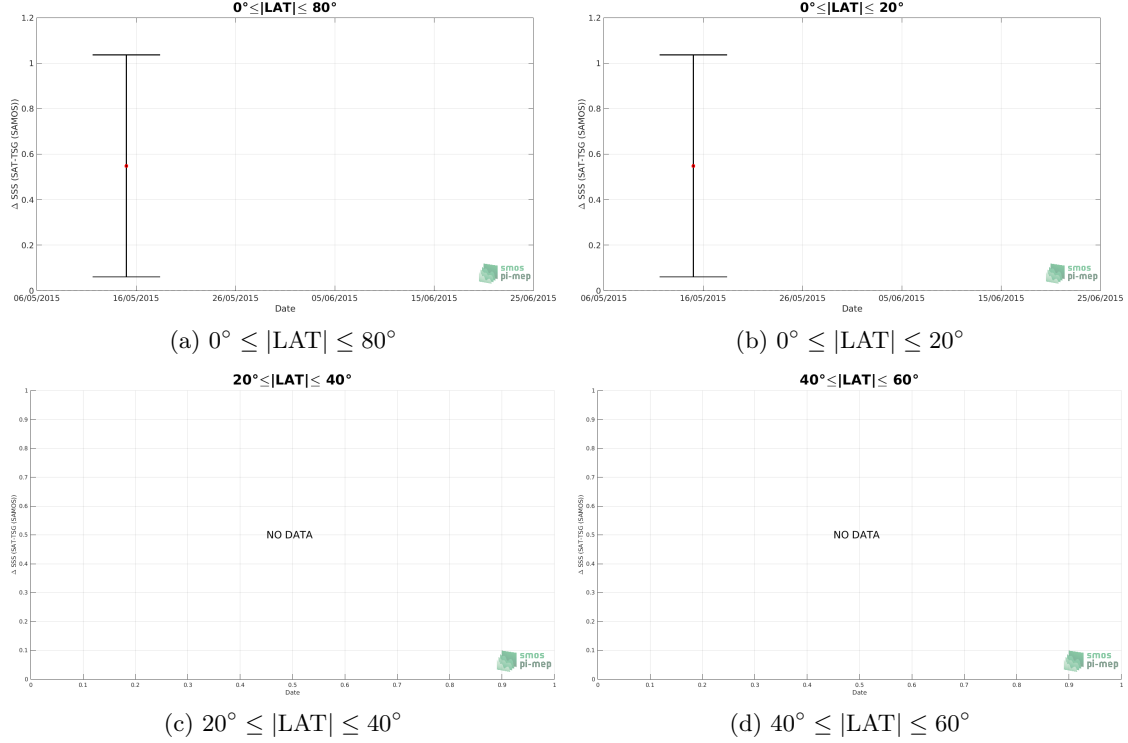 0°≤|LAT|≤ 80°
1.2
1
0.8
0.6
0.4
0.2
0
Δ SSS (SAT-TSG (SAMOS))
06/05/2015 16/05/2015 26/05/2015 05/06/2015 15/06/2015 25/06/2015
Date
smos
pi-mep
(a) 0° ≤ |LAT| ≤ 80°
0°≤|LAT|≤ 20°
1.2
1
0.8
0.6
0.4
0.2
0
Δ SSS (SAT-TSG (SAMOS))
06/05/2015 16/05/2015 26/05/2015 05/06/2015 15/06/2015 25/06/2015
Date
smos
pi-mep
(b) 0° ≤ |LAT| ≤ 20°
20°≤|LAT|≤ 40°
1
0.9
0.8
0.7
0.6
0.5
0.4
0.3
0.2
0.1
0
Δ SSS (SAT-TSG (SAMOS))
NO DATA
0 0.1 0.2 0.3 0.4 0.5 0.6 0.7 0.8 0.9 1
Date
smos
pi-mep
(c) 20° ≤ |LAT| ≤ 40°
40°≤|LAT|≤ 60°
1
0.9
0.8
0.7
0.6
0.5
0.4
0.3
0.2
0.1
0
Δ SSS (SAT-TSG (SAMOS))
NO DATA
0 0.1 0.2 0.3 0.4 0.5 0.6 0.7 0.8 0.9 1
Date
smos
pi-mep
(d) 40° ≤ |LAT| ≤ 60°